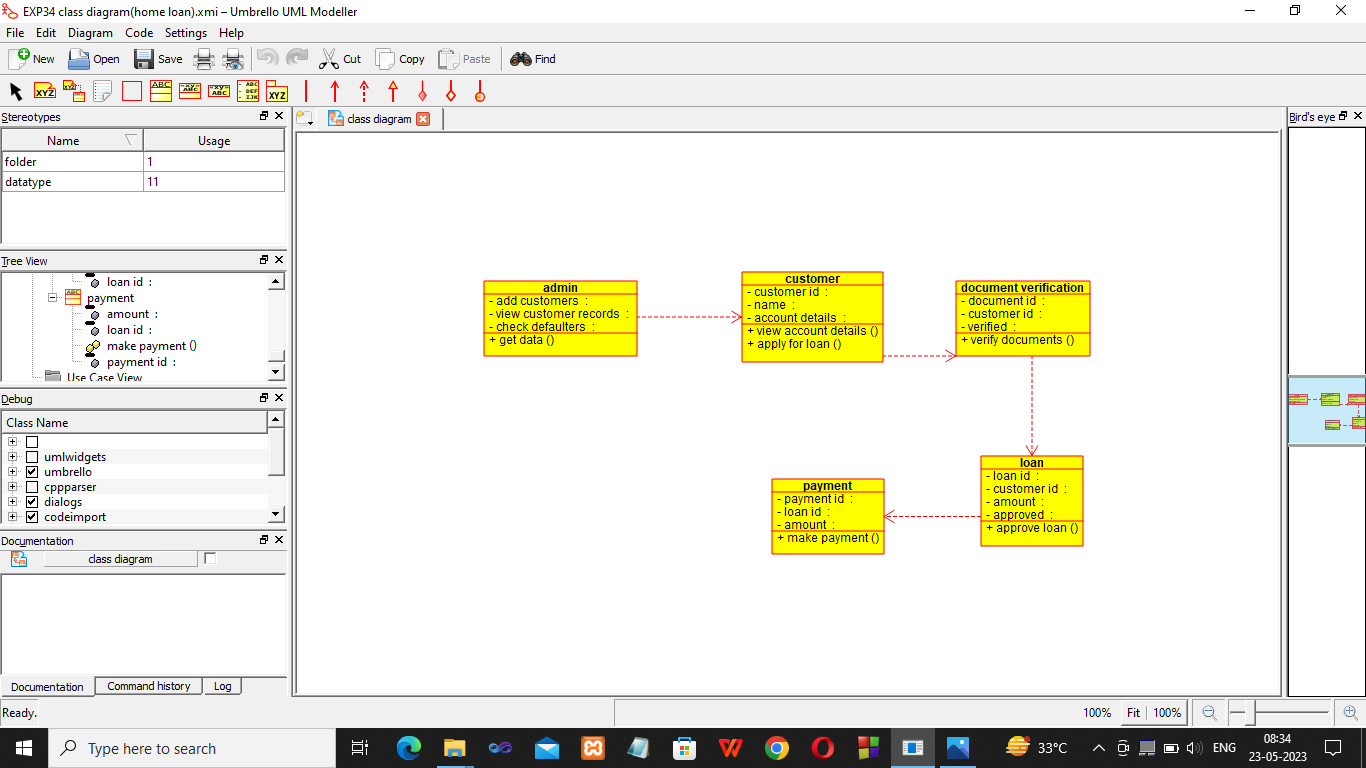 EXP34 class diagram(home loan).xmi – Umbrello UML Modeller
File Edit Diagram Code Settings Help
New Open Save Cut Copy Paste Find
Stereotypes
Name Usage
folder 1
datatype 11
Tree View
loan id :
payment
amount :
loan id :
make payment ()
payment id :
Use Case View
Debug
Class Name
umlwidgets
umbrello
cppparser
dialogs
codeimport
Documentation
class diagram
Documentation Command history Log
class diagram
admin
- add customers :
- view customer records :
- check defaulters :
+ get data ()
customer
- customer id :
- name :
- account details :
+ view account details ()
+ apply for loan ()
document verification
- document id :
- customer id :
- verified :
+ verify documents ()
loan
- loan id :
- customer id :
- amount :
- approved :
+ approve loan ()
payment
- payment id :
- loan id :
- amount :
+ make payment ()
Bird's eye
Ready.
100% Fit 100%
Type here to search
33°C
ENG
08:34
23-05-2023